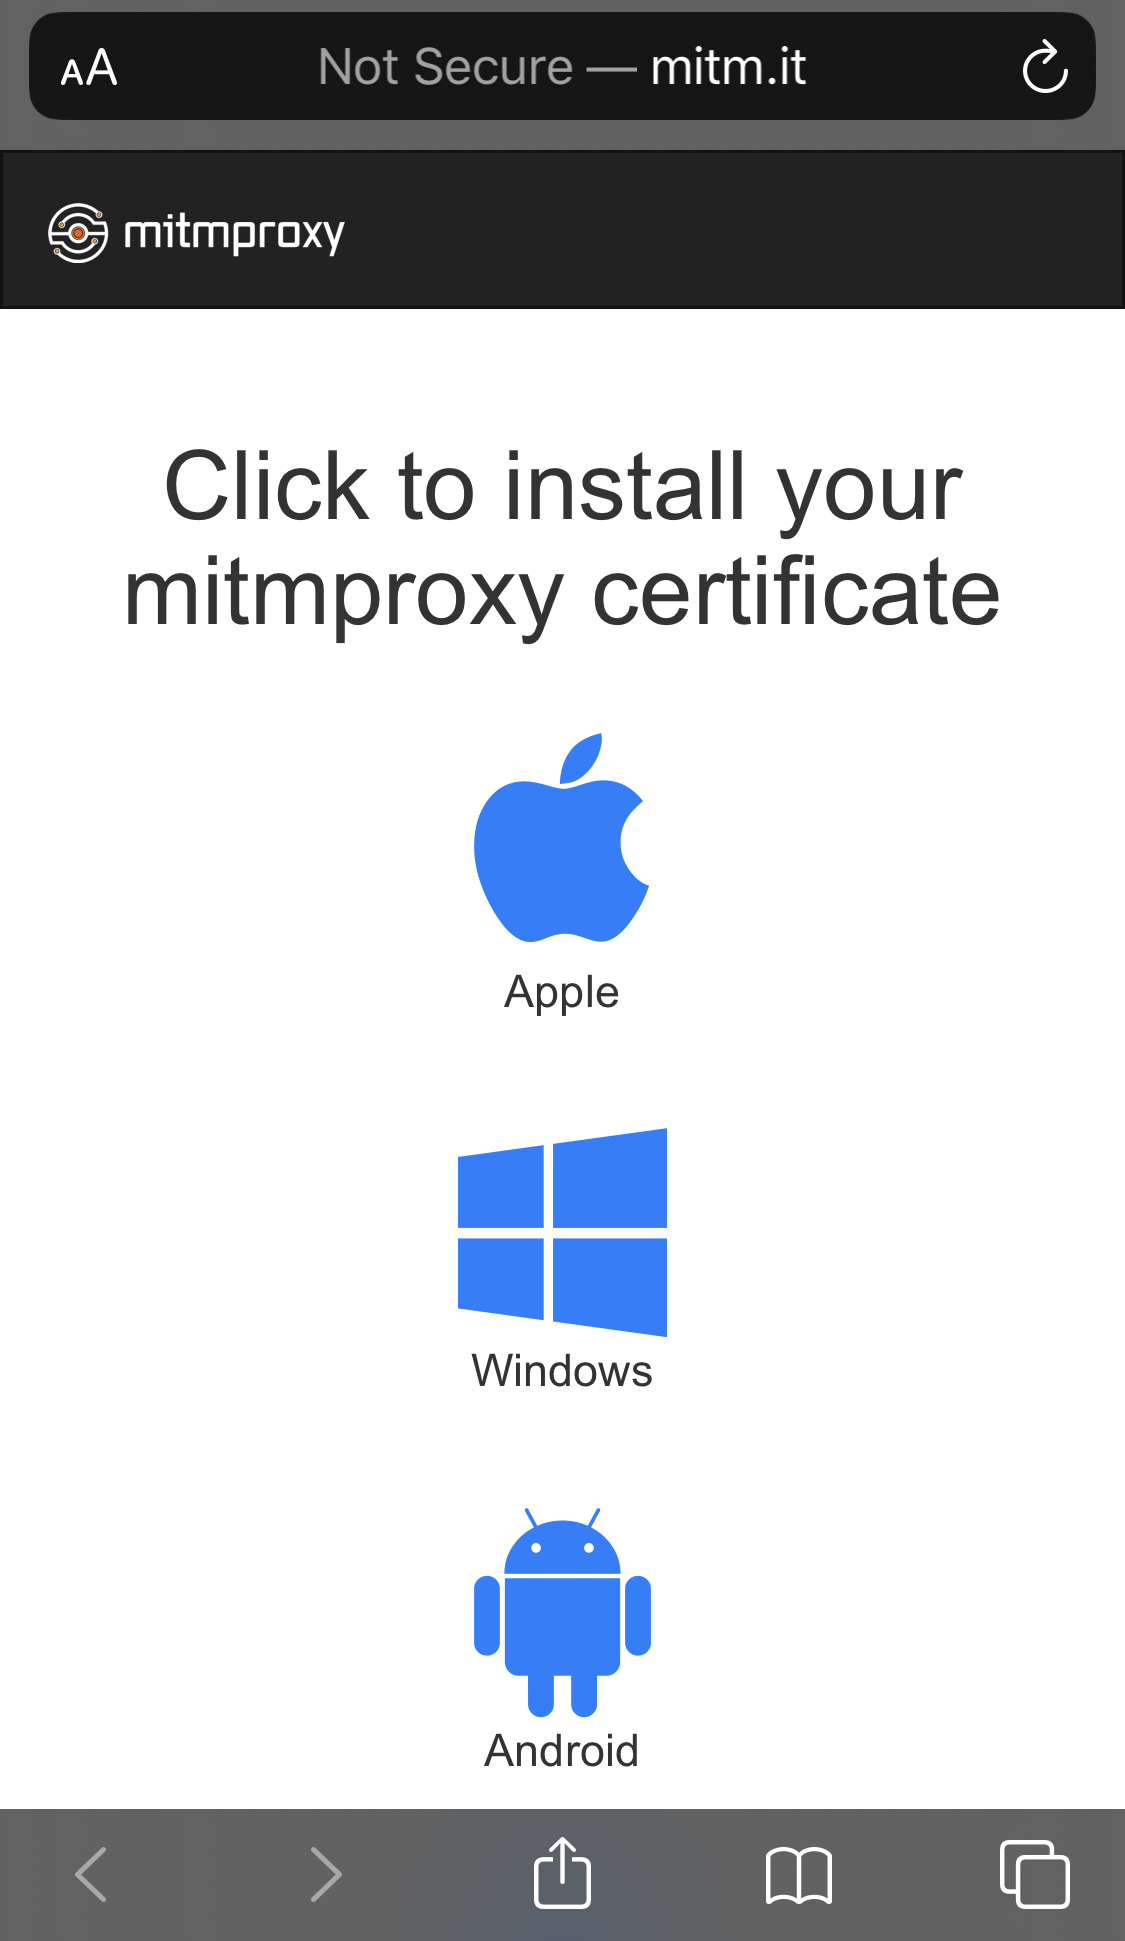 AA Not Secure — mitm.it
mitmproxy
Click to install your
mitmproxy certificate
Apple
Windows
Android